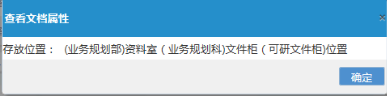 查看文档属性
存放位置： (业务规划部)资料室（业务规划科)文件柜（可研文件柜)位置
确定